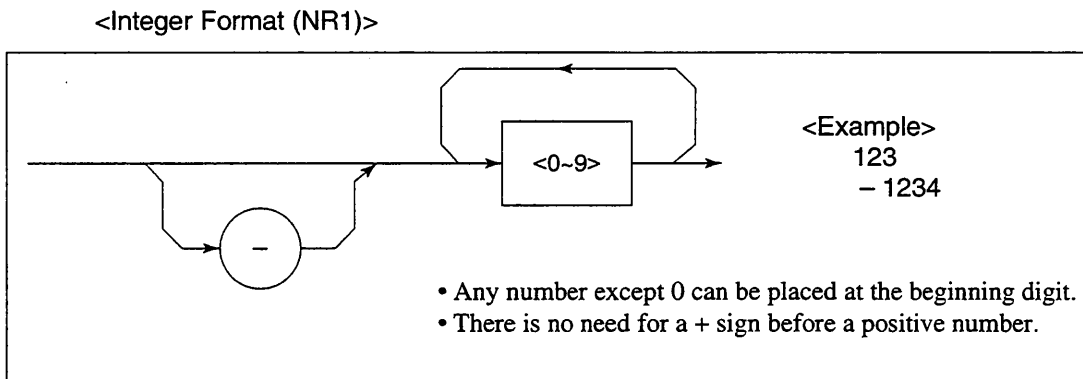 <Integer Format (NR1)>
<0~9>
–
<Example>
123
– 1234
• Any number except 0 can be placed at the beginning digit.
• There is no need for a + sign before a positive number.